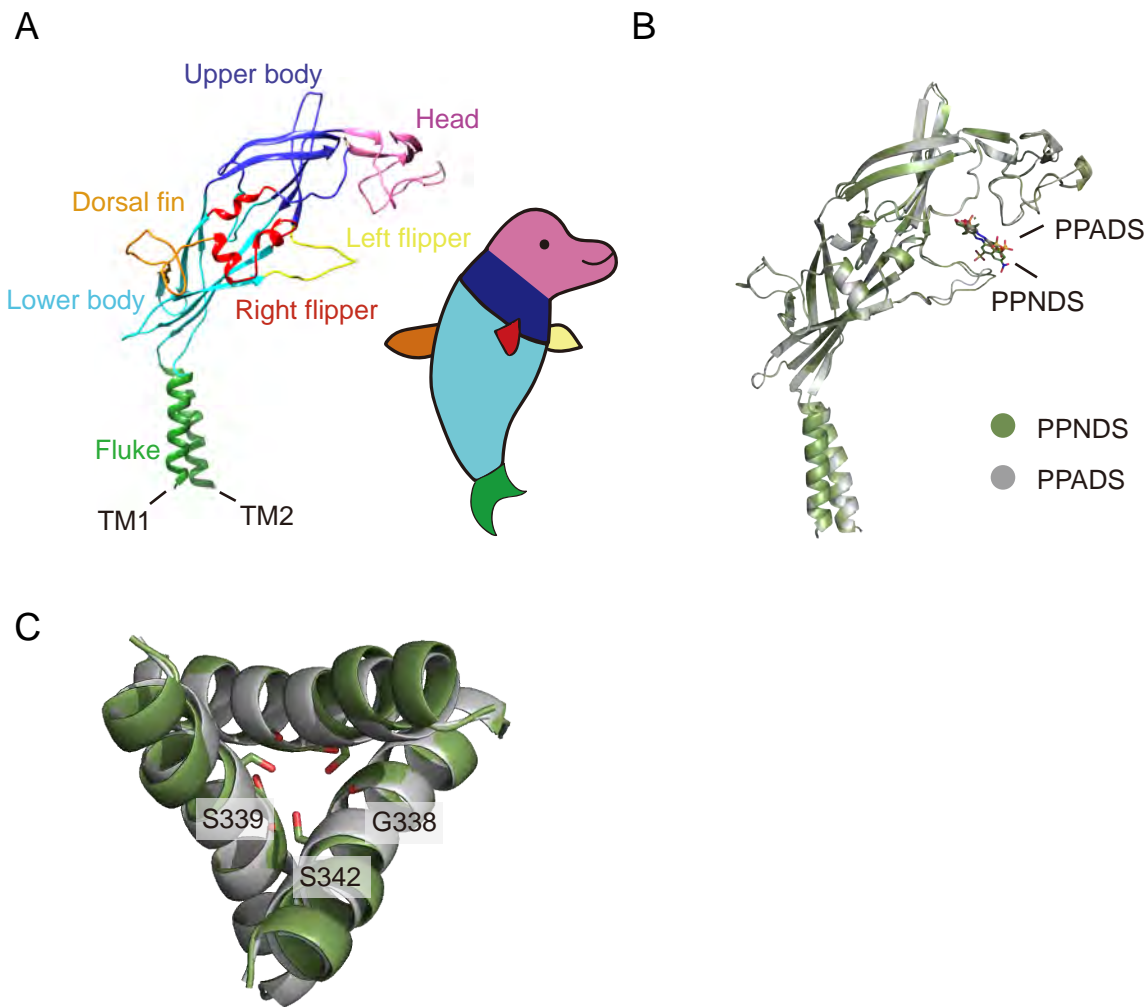 A
Upper body
Head
Dorsal fin
Left flipper
Lower body
Right flipper
Fluke
TM1
TM2
B
PPADS
PPNDS
PPNDS
PPADS
C
S339
G338
S342